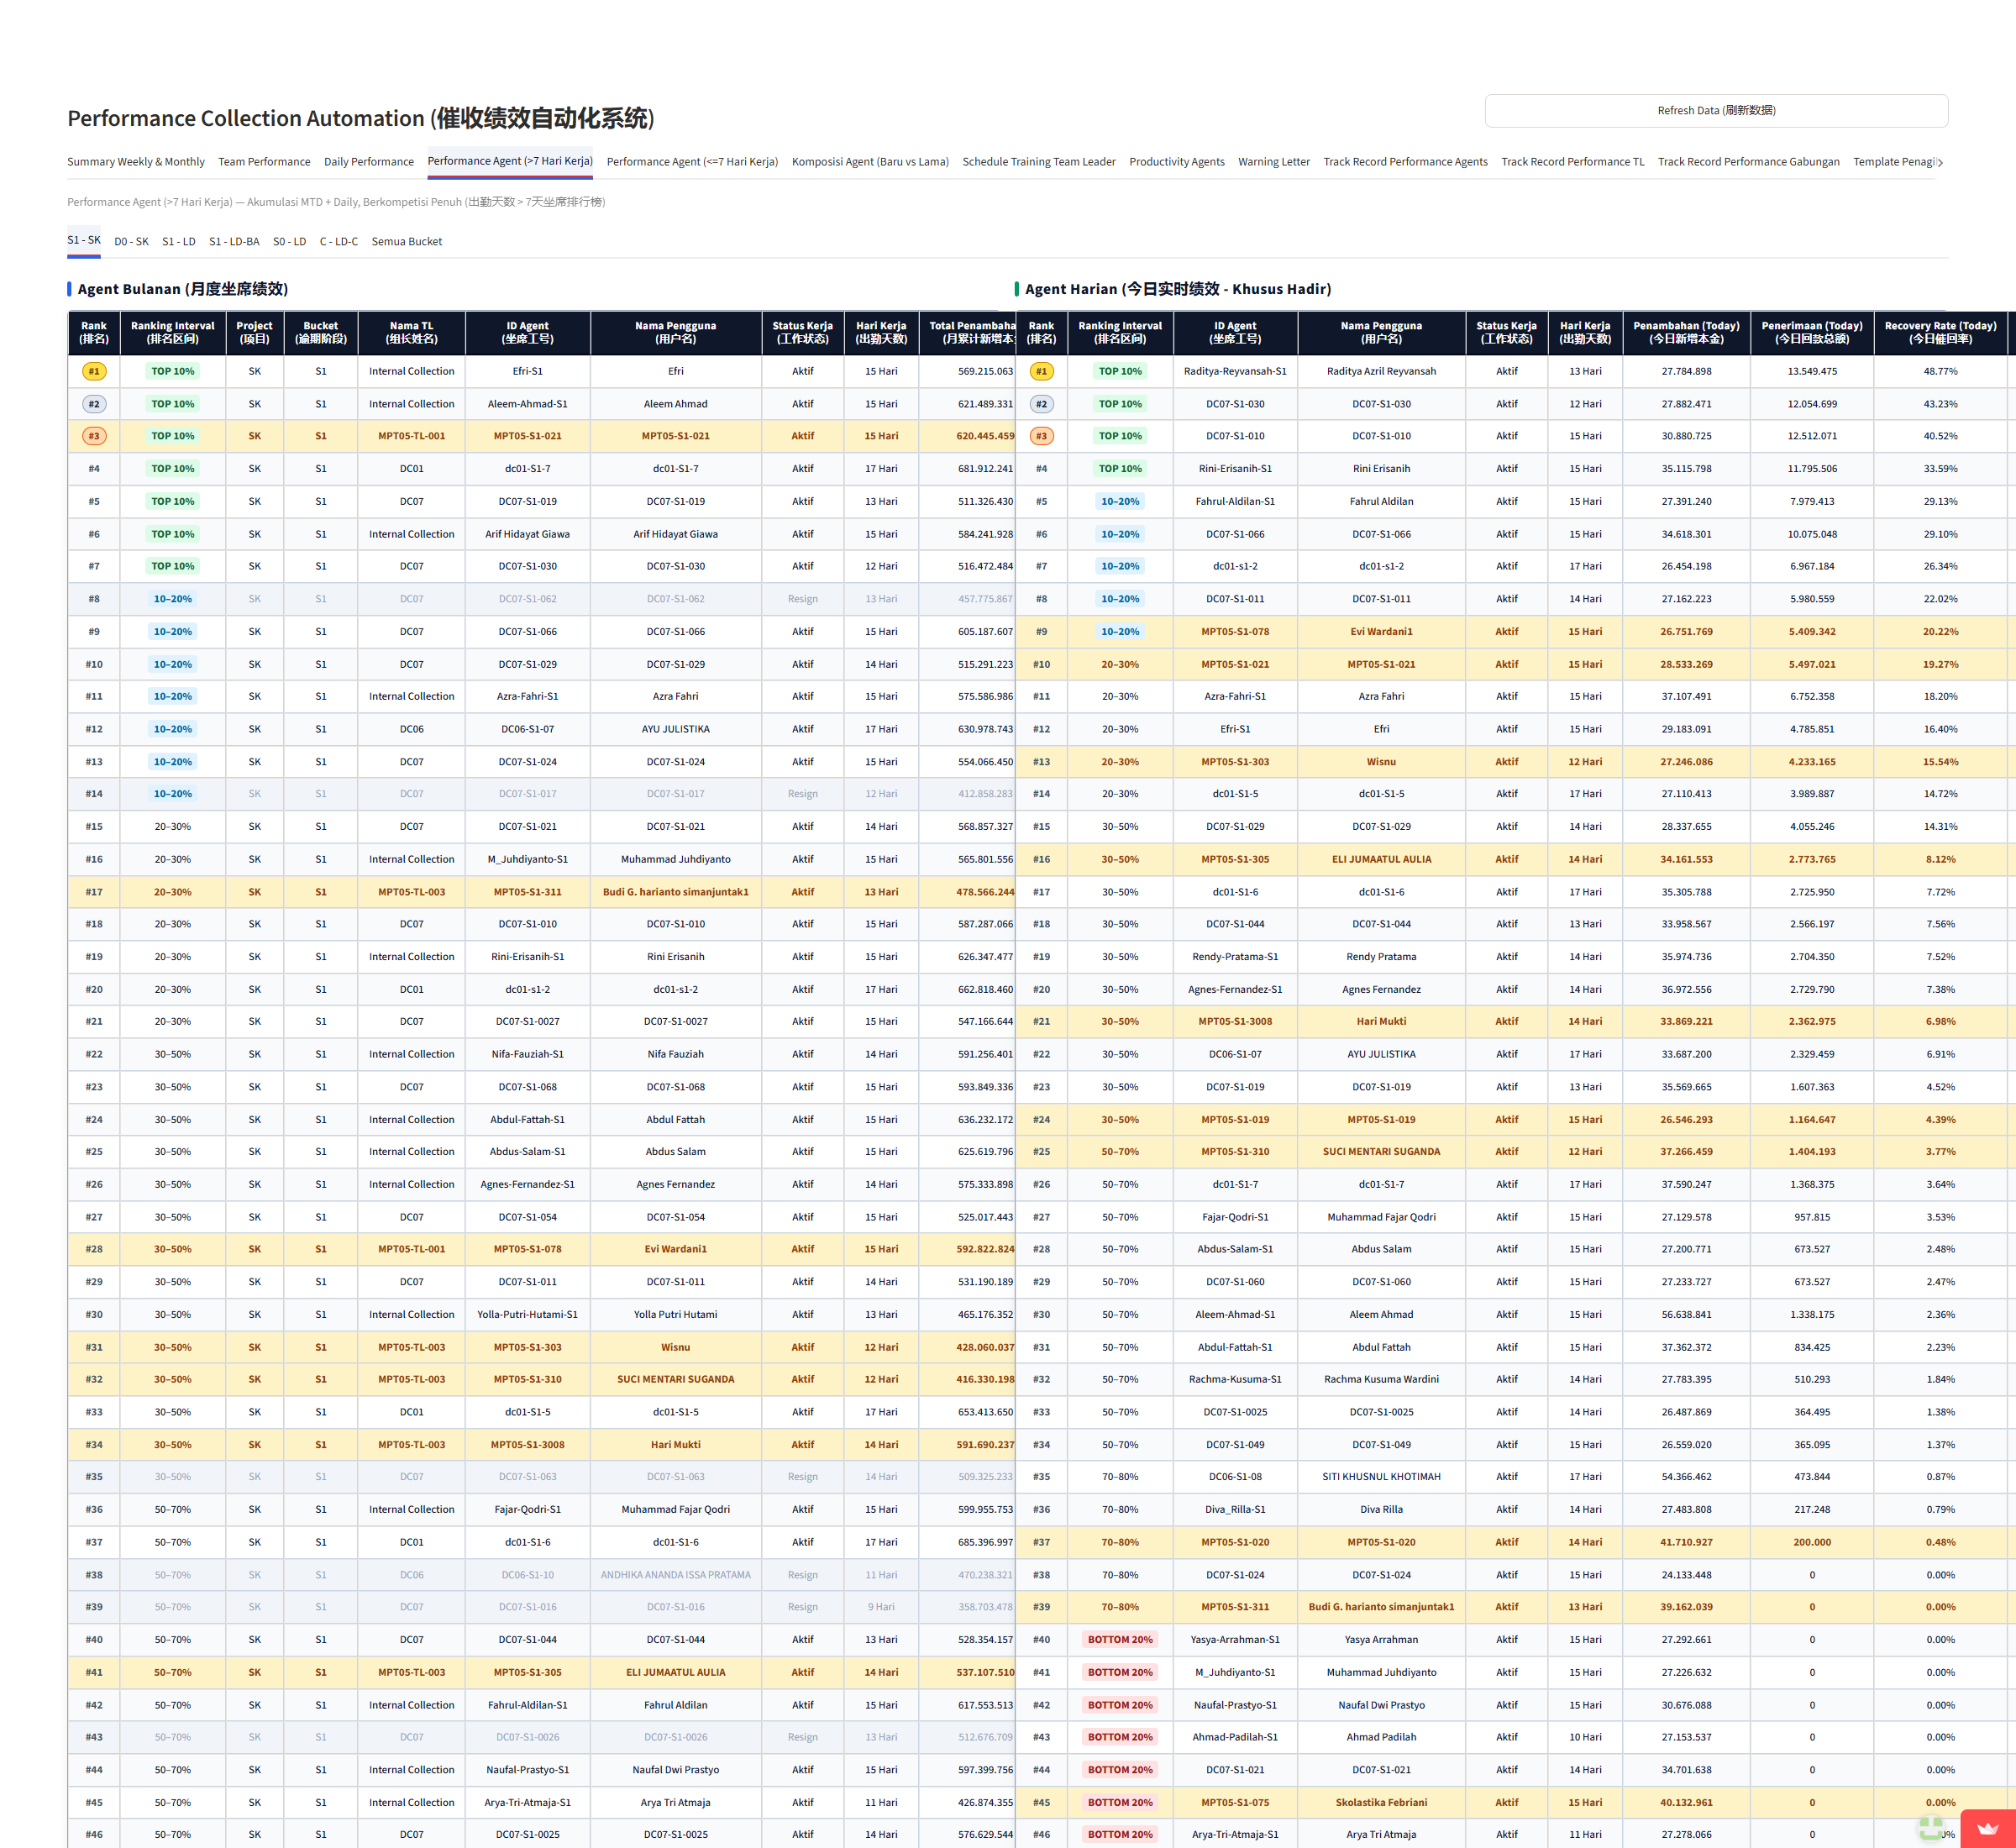 Performance Collection Automation (催收绩效自动化系统)
Refresh Data (刷新数据)
Summary Weekly & Monthly Team Performance Daily Performance Performance Agent (>7 Hari Kerja) Performance Agent (<=7 Hari Kerja) Komposisi Agent (Baru vs Lama) Schedule Training Team Leader Productivity Agents Warning Letter Track Record Performance Agents Track Record Performance TL Track Record Performance Gabungan Template Penagi
Performance Agent (>7 Hari Kerja) — Akumulasi MTD + Daily, Berkompetisi Penuh (出勤天数 > 7天坐席排行榜)
S1 - SK D0 - SK S1 - LD S1 - LD-BA S0 - LD C - LD-C Semua Bucket
Agent Bulanan (月度坐席绩效)
Rank Ranking Interval Project Bucket Nama TL ID Agent Nama Pengguna Status Kerja Hari Kerja Total Penambaha
(排名) (排名区间) (项目) (逾期阶段) (组长姓名) (坐席工号) (用户名) (工作状态) (出勤天数) (月累计新增本
#1 TOP 10% SK S1 Internal Collection Efri-S1 Efri Aktif 15 Hari 569.215.063
#2 TOP 10% SK S1 Internal Collection Aleem-Ahmad-S1 Aleem Ahmad Aktif 15 Hari 621.489.331
#3 TOP 10% SK S1 MPT05-TL-001 MPT05-S1-021 MPT05-S1-021 Aktif 15 Hari 620.445.459
#4 TOP 10% SK S1 DC01 dc01-S1-7 dc01-S1-7 Aktif 17 Hari 681.912.241
#5 TOP 10% SK S1 DC07 DC07-S1-019 DC07-S1-019 Aktif 13 Hari 511.326.430
#6 TOP 10% SK S1 Internal Collection Arif Hidayat Giawa Arif Hidayat Giawa Aktif 15 Hari 584.241.928
#7 TOP 10% SK S1 DC07 DC07-S1-030 DC07-S1-030 Aktif 12 Hari 516.472.484
#8 10–20% SK S1 DC07 DC07-S1-062 DC07-S1-062 Resign 13 Hari 457.775.867
#9 10–20% SK S1 DC07 DC07-S1-066 DC07-S1-066 Aktif 15 Hari 605.187.607
#10 10–20% SK S1 DC07 DC07-S1-029 DC07-S1-029 Aktif 14 Hari 515.291.223
#11 10–20% SK S1 Internal Collection Azra-Fahri-S1 Azra Fahri Aktif 15 Hari 575.586.986
#12 10–20% SK S1 DC06 DC06-S1-07 AYU JULISTIKA Aktif 17 Hari 630.978.743
#13 10–20% SK S1 DC07 DC07-S1-024 DC07-S1-024 Aktif 15 Hari 554.066.450
#14 10–20% SK S1 DC07 DC07-S1-017 DC07-S1-017 Resign 12 Hari 412.858.283
#15 20–30% SK S1 DC07 DC07-S1-021 DC07-S1-021 Aktif 14 Hari 568.857.327
#16 20–30% SK S1 Internal Collection M_Juhdiyanto-S1 Muhammad Juhdiyanto Aktif 15 Hari 565.801.556
#17 20–30% SK S1 MPT05-TL-003 MPT05-S1-311 Budi G. harianto simanjuntak1 Aktif 13 Hari 478.566.244
#18 20–30% SK S1 DC07 DC07-S1-010 DC07-S1-010 Aktif 15 Hari 587.287.066
#19 20–30% SK S1 Internal Collection Rini-Erisanih-S1 Rini Erisanih Aktif 15 Hari 626.347.477
#20 20–30% SK S1 DC01 dc01-s1-2 dc01-s1-2 Aktif 17 Hari 662.818.460
#21 20–30% SK S1 DC07 DC07-S1-0027 DC07-S1-0027 Aktif 15 Hari 547.166.644
#22 30–50% SK S1 Internal Collection Nifa-Fauziah-S1 Nifa Fauziah Aktif 14 Hari 591.256.401
#23 30–50% SK S1 DC07 DC07-S1-068 DC07-S1-068 Aktif 15 Hari 593.849.336
#24 30–50% SK S1 Internal Collection Abdul-Fattah-S1 Abdul Fattah Aktif 15 Hari 636.232.172
#25 30–50% SK S1 Internal Collection Abdus-Salam-S1 Abdus Salam Aktif 15 Hari 625.619.796
#26 30–50% SK S1 Internal Collection Agnes-Fernandez-S1 Agnes Fernandez Aktif 14 Hari 575.333.898
#27 30–50% SK S1 DC07 DC07-S1-054 DC07-S1-054 Aktif 15 Hari 525.017.443
#28 30–50% SK S1 MPT05-TL-001 MPT05-S1-078 Evi Wardani1 Aktif 15 Hari 592.822.824
#29 30–50% SK S1 DC07 DC07-S1-011 DC07-S1-011 Aktif 14 Hari 531.190.189
#30 30–50% SK S1 Internal Collection Yolla-Putri-Hutami-S1 Yolla Putri Hutami Aktif 13 Hari 465.176.352
#31 30–50% SK S1 MPT05-TL-003 MPT05-S1-303 Wisnu Aktif 12 Hari 428.060.037
#32 30–50% SK S1 MPT05-TL-003 MPT05-S1-310 SUCI MENTARI SUGANDA Aktif 12 Hari 416.330.198
#33 30–50% SK S1 DC01 dc01-S1-5 dc01-S1-5 Aktif 17 Hari 653.413.650
#34 30–50% SK S1 MPT05-TL-003 MPT05-S1-3008 Hari Mukti Aktif 14 Hari 591.690.237
#35 30–50% SK S1 DC07 DC07-S1-063 DC07-S1-063 Resign 14 Hari 509.325.233
#36 50–70% SK S1 Internal Collection Fajar-Qodri-S1 Muhammad Fajar Qodri Aktif 15 Hari 599.955.753
#37 50–70% SK S1 DC01 dc01-S1-6 dc01-S1-6 Aktif 17 Hari 685.396.997
#38 50–70% SK S1 DC06 DC06-S1-10 ANDHIKA ANANDA ISSA PRATAMA Resign 11 Hari 470.238.321
#39 50–70% SK S1 DC07 DC07-S1-016 DC07-S1-016 Resign 9 Hari 358.703.478
#40 50–70% SK S1 DC07 DC07-S1-044 DC07-S1-044 Aktif 13 Hari 528.354.157
#41 50–70% SK S1 MPT05-TL-003 MPT05-S1-305 ELI JUMAATUL AULIA Aktif 14 Hari 537.107.510
#42 50–70% SK S1 Internal Collection Fahrul-Aldilan-S1 Fahrul Aldilan Aktif 15 Hari 617.553.513
#43 50–70% SK S1 DC07 DC07-S1-0026 DC07-S1-0026 Resign 13 Hari 512.676.709
#44 50–70% SK S1 Internal Collection Naufal-Prastyo-S1 Naufal Dwi Prastyo Aktif 15 Hari 597.399.756
#45 50–70% SK S1 Internal Collection Arya-Tri-Atmaja-S1 Arya Tri Atmaja Aktif 11 Hari 426.874.355
#46 50–70% SK S1 DC07 DC07-S1-0025 DC07-S1-0025 Aktif 14 Hari 576.629.544
Agent Harian (今日实时绩效 - Khusus Hadir)
Rank Ranking Interval ID Agent Nama Pengguna Status Kerja Hari Kerja Penambahan (Today) Penerimaan (Today) Recovery Rate (Today)
(排名) (排名区间) (坐席工号) (用户名) (工作状态) (出勤天数) (今日新增本金) (今日回款总额) (今日催回率)
#1 TOP 10% Raditya-Reyvansah-S1 Raditya Azril Reyvansah Aktif 13 Hari 27.784.898 13.549.475 48.77%
#2 TOP 10% DC07-S1-030 DC07-S1-030 Aktif 12 Hari 27.882.471 12.054.699 43.23%
#3 TOP 10% DC07-S1-010 DC07-S1-010 Aktif 15 Hari 30.880.725 12.512.071 40.52%
#4 TOP 10% Rini-Erisanih-S1 Rini Erisanih Aktif 15 Hari 35.115.798 11.795.506 33.59%
#5 10–20% Fahrul-Aldilan-S1 Fahrul Aldilan Aktif 15 Hari 27.391.240 7.979.413 29.13%
#6 10–20% DC07-S1-066 DC07-S1-066 Aktif 15 Hari 34.618.301 10.075.048 29.10%
#7 10–20% dc01-s1-2 dc01-s1-2 Aktif 17 Hari 26.454.198 6.967.184 26.34%
#8 10–20% DC07-S1-011 DC07-S1-011 Aktif 14 Hari 27.162.223 5.980.559 22.02%
#9 10–20% MPT05-S1-078 Evi Wardani1 Aktif 15 Hari 26.751.769 5.409.342 20.22%
#10 20–30% MPT05-S1-021 MPT05-S1-021 Aktif 15 Hari 28.533.269 5.497.021 19.27%
#11 20–30% Azra-Fahri-S1 Azra Fahri Aktif 15 Hari 37.107.491 6.752.358 18.20%
#12 20–30% Efri-S1 Efri Aktif 15 Hari 29.183.091 4.785.851 16.40%
#13 20–30% MPT05-S1-303 Wisnu Aktif 12 Hari 27.246.086 4.233.165 15.54%
#14 20–30% dc01-S1-5 dc01-S1-5 Aktif 17 Hari 27.110.413 3.989.887 14.72%
#15 30–50% DC07-S1-029 DC07-S1-029 Aktif 14 Hari 28.337.655 4.055.246 14.31%
#16 30–50% MPT05-S1-305 ELI JUMAATUL AULIA Aktif 14 Hari 34.161.553 2.773.765 8.12%
#17 30–50% dc01-S1-6 dc01-S1-6 Aktif 17 Hari 35.305.788 2.725.950 7.72%
#18 30–50% DC07-S1-044 DC07-S1-044 Aktif 13 Hari 33.958.567 2.566.197 7.56%
#19 30–50% Rendy-Pratama-S1 Rendy Pratama Aktif 14 Hari 35.974.736 2.704.350 7.52%
#20 30–50% Agnes-Fernandez-S1 Agnes Fernandez Aktif 14 Hari 36.972.556 2.729.790 7.38%
#21 30–50% MPT05-S1-3008 Hari Mukti Aktif 14 Hari 33.869.221 2.362.975 6.98%
#22 30–50% DC06-S1-07 AYU JULISTIKA Aktif 17 Hari 33.687.200 2.329.459 6.91%
#23 30–50% DC07-S1-019 DC07-S1-019 Aktif 13 Hari 35.569.665 1.607.363 4.52%
#24 30–50% MPT05-S1-019 MPT05-S1-019 Aktif 15 Hari 26.546.293 1.164.647 4.39%
#25 50–70% MPT05-S1-310 SUCI MENTARI SUGANDA Aktif 12 Hari 37.266.459 1.404.193 3.77%
#26 50–70% dc01-S1-7 dc01-S1-7 Aktif 17 Hari 37.590.247 1.368.375 3.64%
#27 50–70% Fajar-Qodri-S1 Muhammad Fajar Qodri Aktif 15 Hari 27.129.578 957.815 3.53%
#28 50–70% Abdus-Salam-S1 Abdus Salam Aktif 15 Hari 27.200.771 673.527 2.48%
#29 50–70% DC07-S1-060 DC07-S1-060 Aktif 15 Hari 27.233.727 673.527 2.47%
#30 50–70% Aleem-Ahmad-S1 Aleem Ahmad Aktif 15 Hari 56.638.841 1.338.175 2.36%
#31 50–70% Abdul-Fattah-S1 Abdul Fattah Aktif 15 Hari 37.362.372 834.425 2.23%
#32 50–70% Rachma-Kusuma-S1 Rachma Kusuma Wardini Aktif 14 Hari 27.783.395 510.293 1.84%
#33 50–70% DC07-S1-0025 DC07-S1-0025 Aktif 14 Hari 26.487.869 364.495 1.38%
#34 50–70% DC07-S1-049 DC07-S1-049 Aktif 15 Hari 26.559.020 365.095 1.37%
#35 70–80% DC06-S1-08 SITI KHUSNUL KHOTIMAH Aktif 17 Hari 54.366.462 473.844 0.87%
#36 70–80% Diva_Rilla-S1 Diva Rilla Aktif 14 Hari 27.483.808 217.248 0.79%
#37 70–80% MPT05-S1-020 MPT05-S1-020 Aktif 14 Hari 41.710.927 200.000 0.48%
#38 70–80% DC07-S1-024 DC07-S1-024 Aktif 15 Hari 24.133.448 0 0.00%
#39 70–80% MPT05-S1-311 Budi G. harianto simanjuntak1 Aktif 13 Hari 39.162.039 0 0.00%
#40 BOTTOM 20% Yasya-Arrahman-S1 Yasya Arrahman Aktif 15 Hari 27.292.661 0 0.00%
#41 BOTTOM 20% M_Juhdiyanto-S1 Muhammad Juhdiyanto Aktif 15 Hari 27.226.632 0 0.00%
#42 BOTTOM 20% Naufal-Prastyo-S1 Naufal Dwi Prastyo Aktif 15 Hari 30.676.088 0 0.00%
#43 BOTTOM 20% Ahmad-Padilah-S1 Ahmad Padilah Aktif 10 Hari 27.153.537 0 0.00%
#44 BOTTOM 20% DC07-S1-021 DC07-S1-021 Aktif 14 Hari 34.701.638 0 0.00%
#45 BOTTOM 20% MPT05-S1-075 Skolastika Febriani Aktif 15 Hari 40.132.961 0 0.00%
#46 BOTTOM 20% Arya-Tri-Atmaja-S1 Arya Tri Atmaja Aktif 11 Hari 27.278.066 0